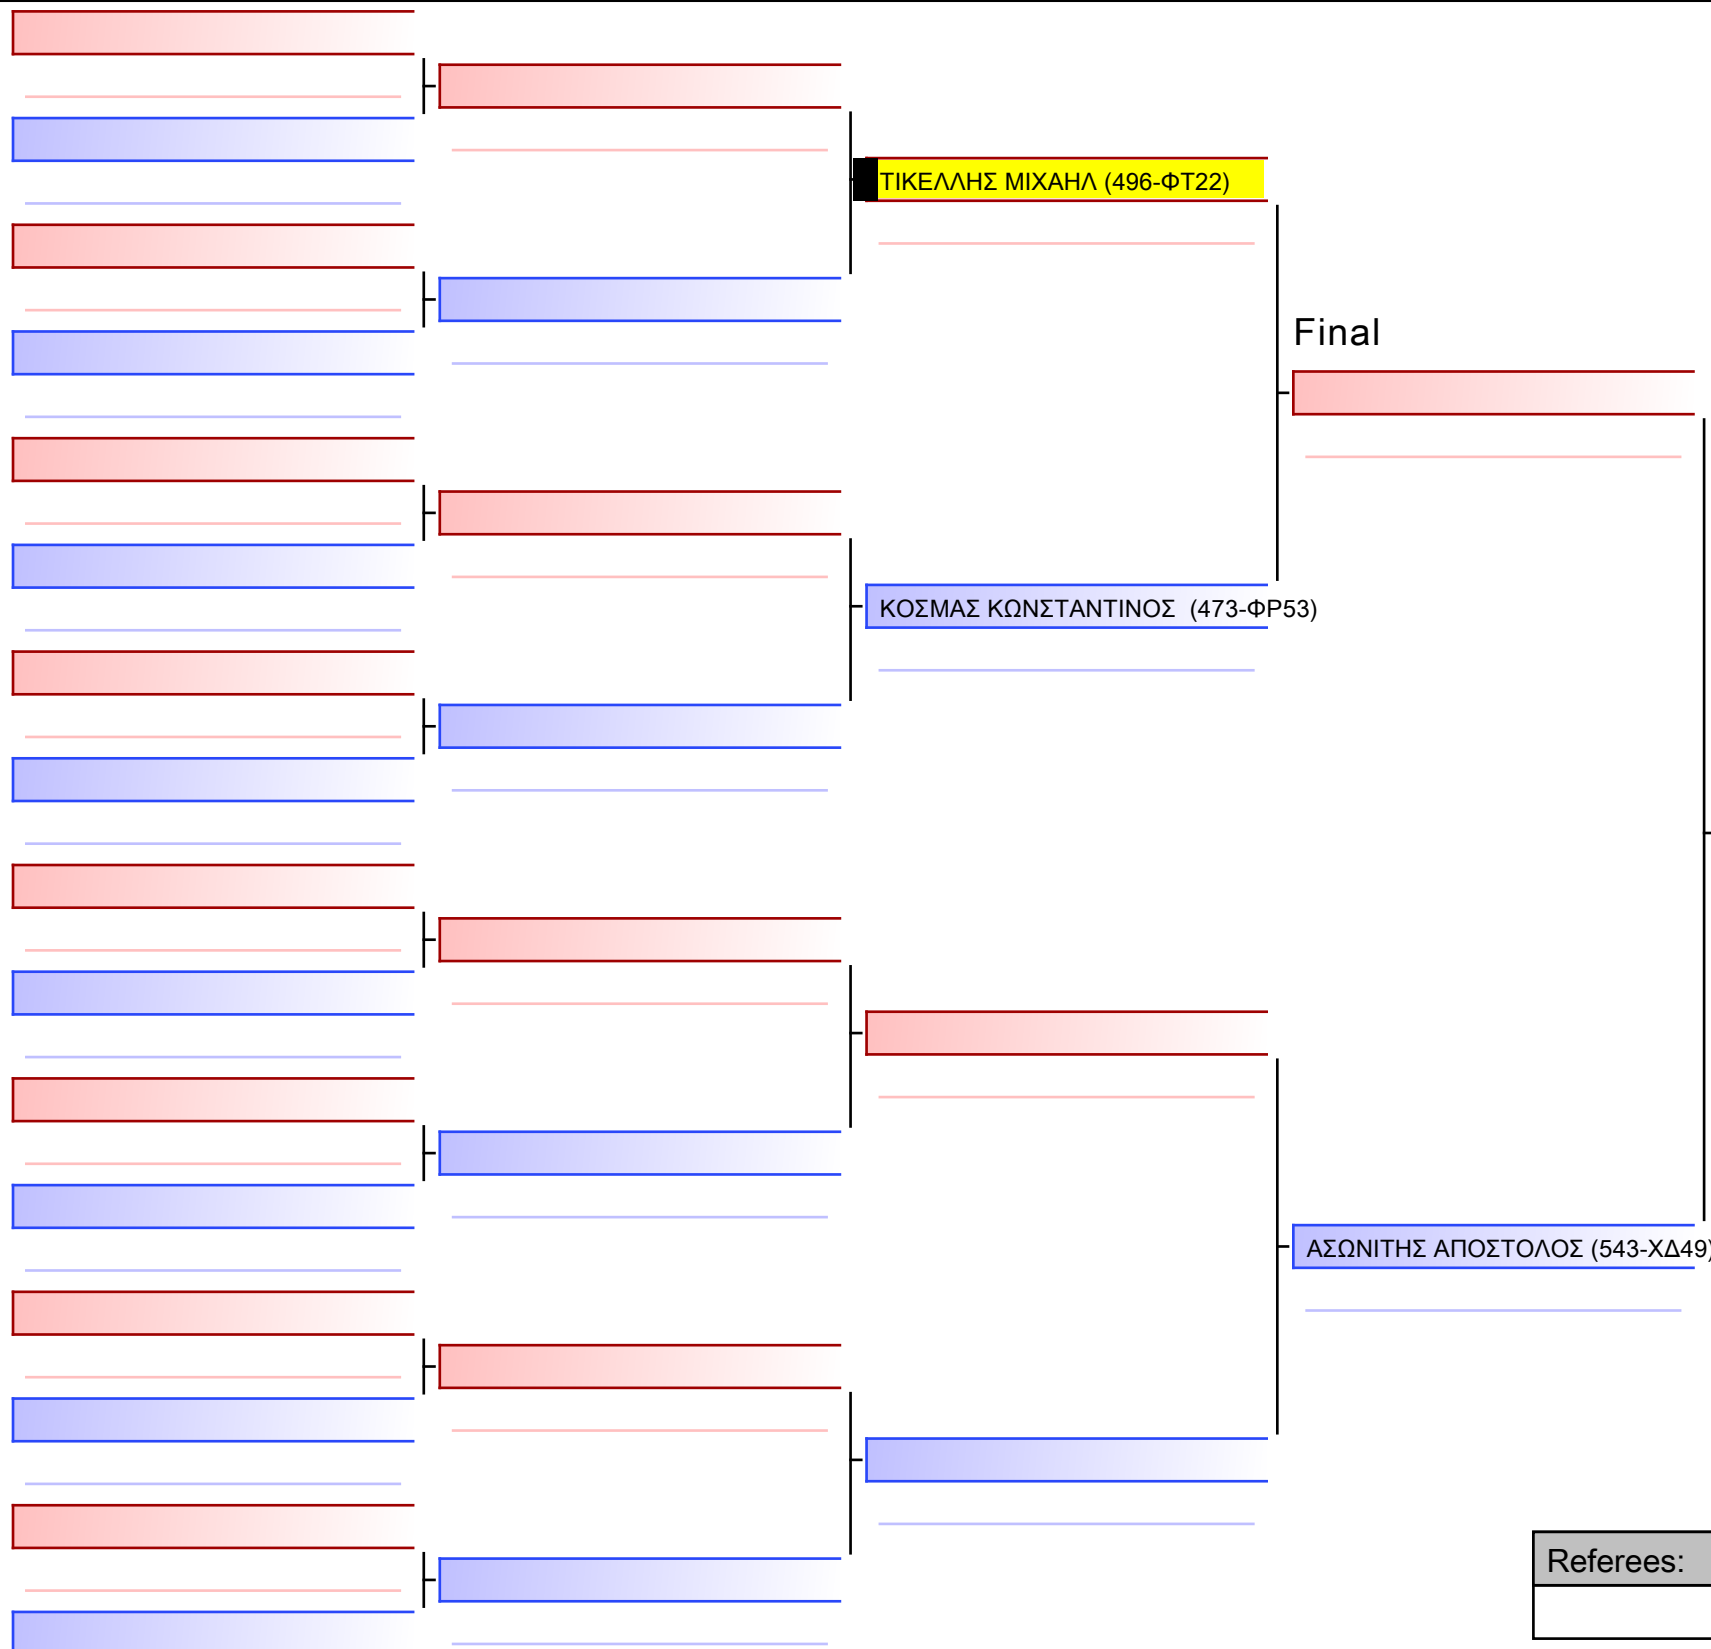 ΤΙΚΕΛΛΗΣ ΜΙΧΑΗΛ (496-ΦΤ22)
Final
ΚΟΣΜΑΣ ΚΩΝΣΤΑΝΤΙΝΟΣ (473-ΦΡ53)
ΑΣΩΝΙΤΗΣ ΑΠΟΣΤΟΛΟΣ (543-ΧΔ49)
Referees: